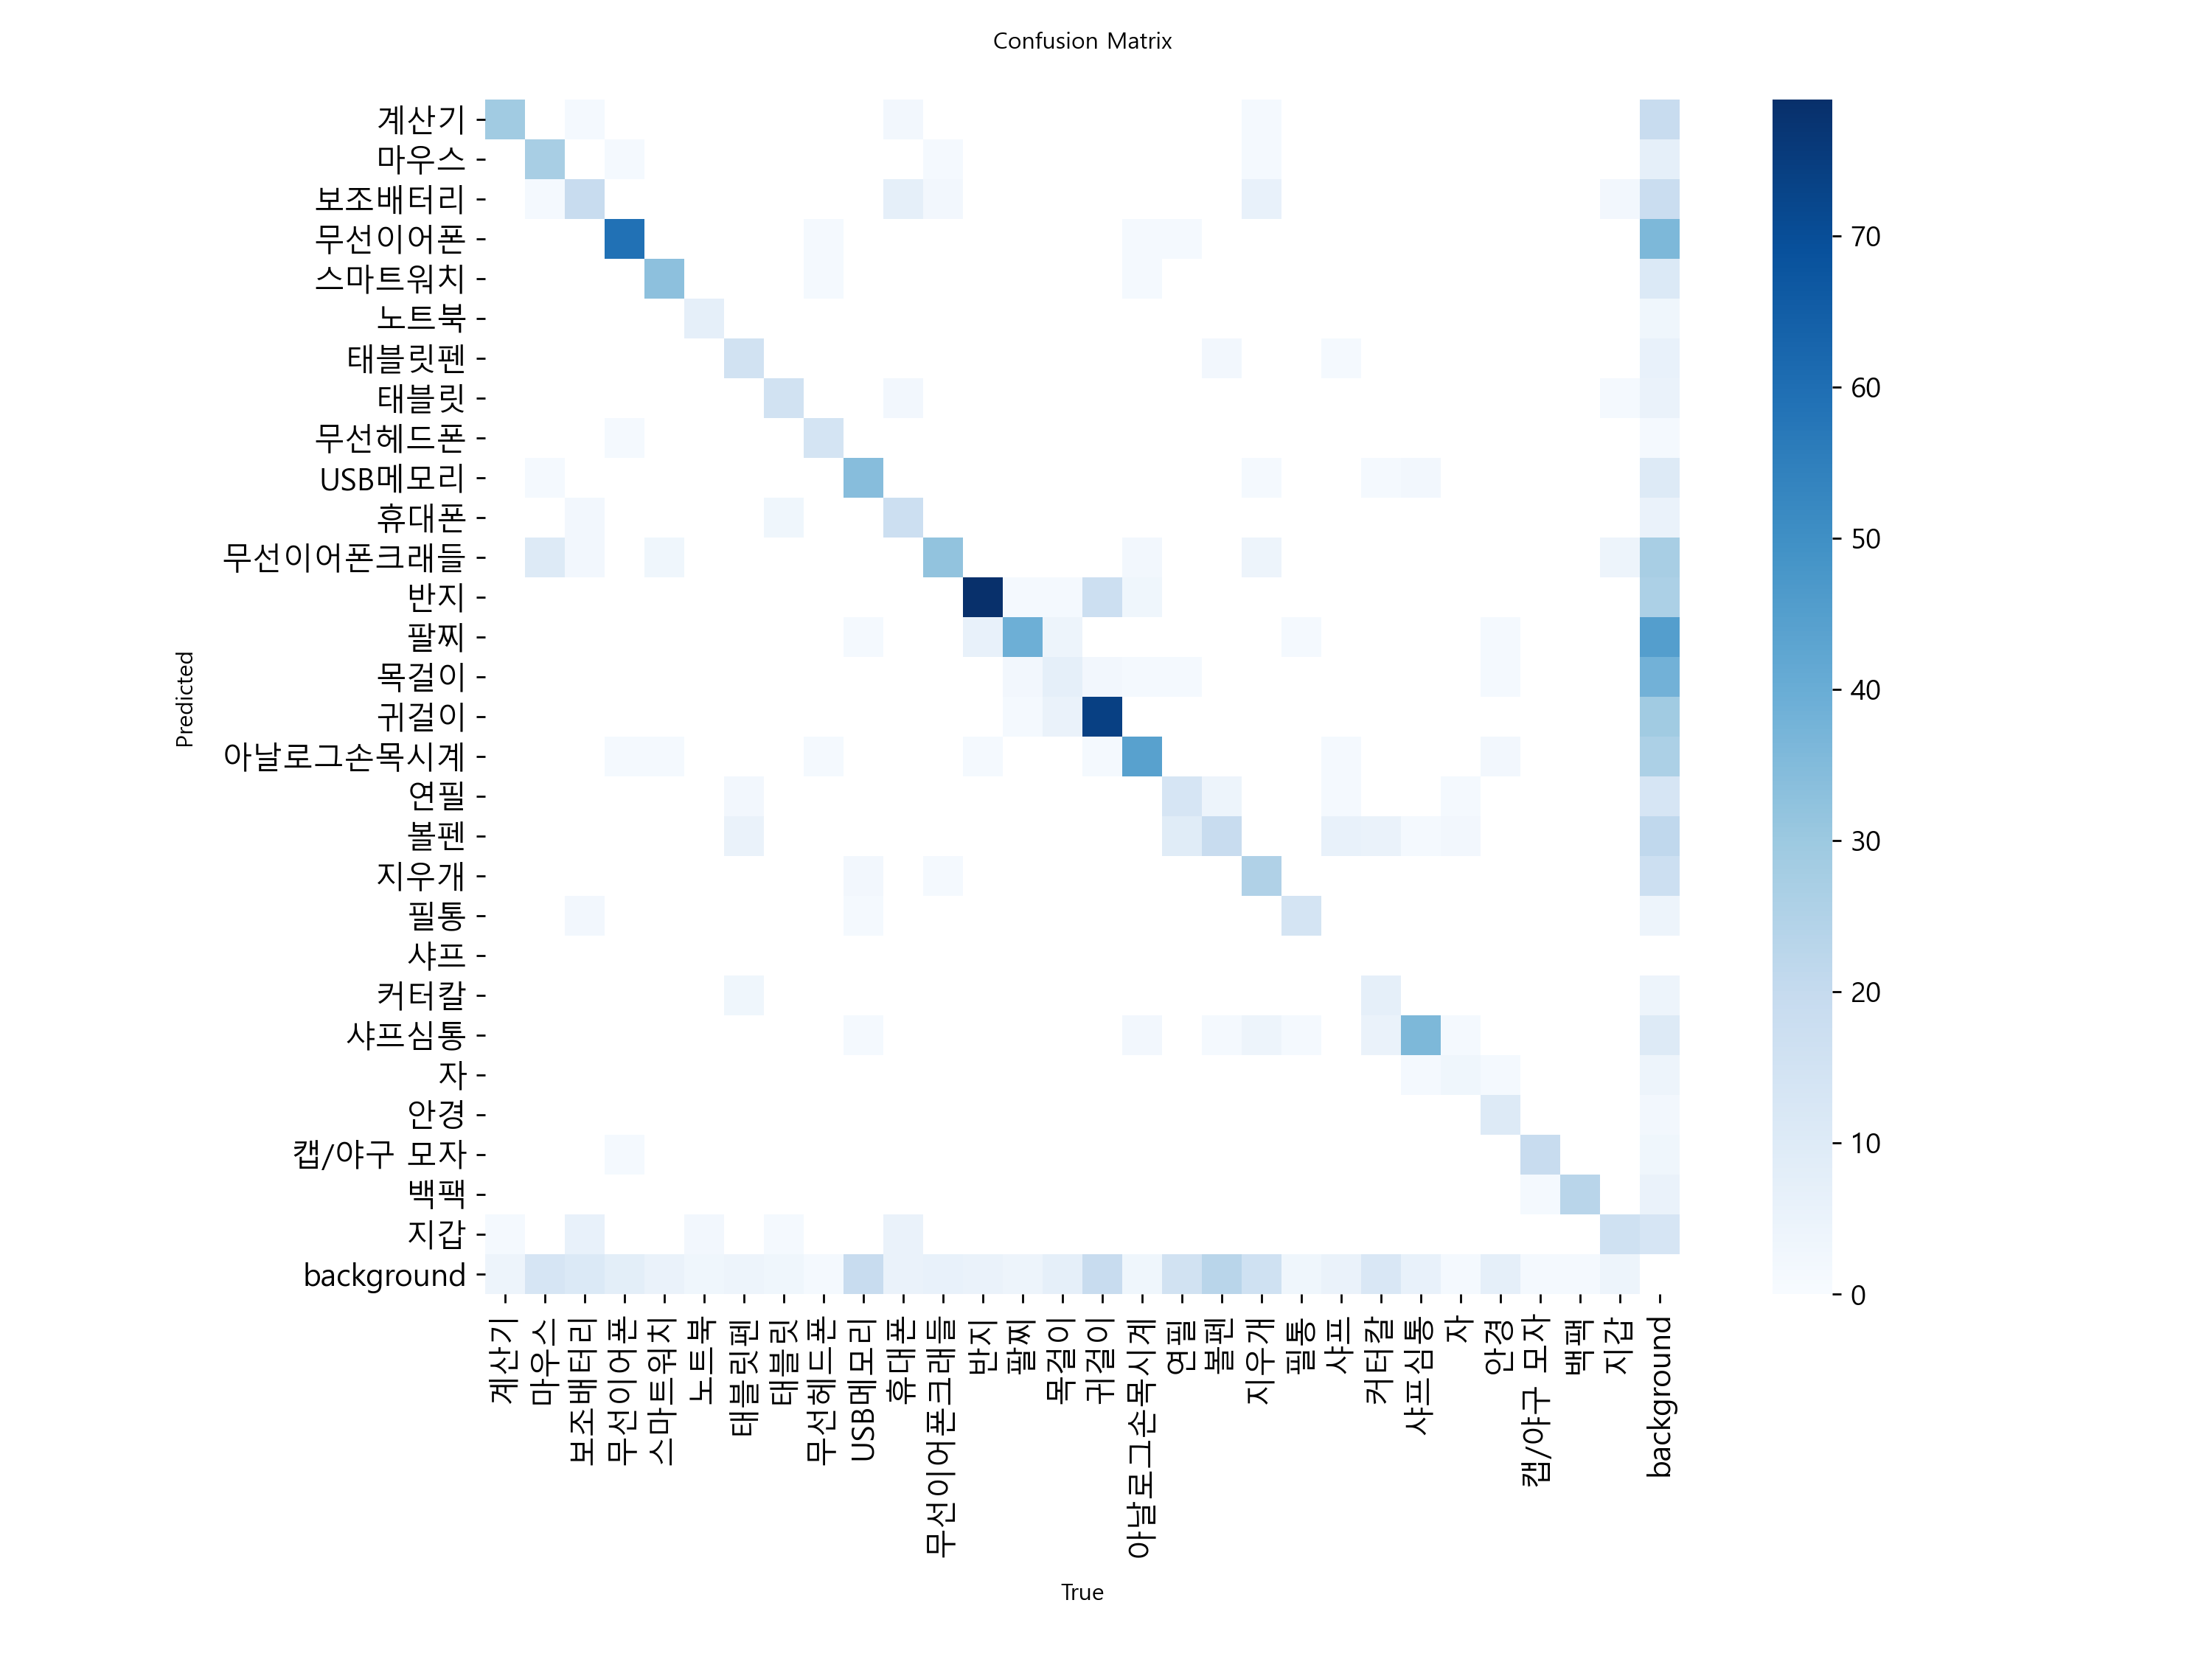 Confusion Matrix
계산기
마우스
보조배터리
무선이어폰
스마트워치
노트북
태블릿펜
태블릿
무선헤드폰
USB메모리
휴대폰
무선이어폰크래들
반지
팔찌
목걸이
귀걸이
아날로그손목시계
연필
볼펜
지우개
필통
샤프
커터칼
샤프심통
자
안경
캡/야구 모자
백팩
지갑
background
Predicted
계산기
마우스
보조배터리
무선이어폰
스마트워치
노트북
태블릿펜
태블릿
무선헤드폰
USB메모리
휴대폰
무선이어폰크래들
반지
팔찌
목걸이
귀걸이
아날로그손목시계
연필
볼펜
지우개
필통
샤프
커터칼
샤프심통
자
안경
캡/야구 모자
백팩
지갑
background
True
70
60
50
40
30
20
10
0